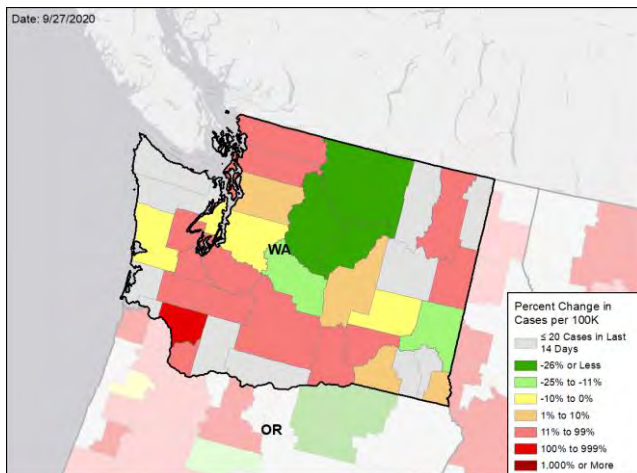 Date: 9/27/2020
WA
OR
Percent Change in
Cases per 100K
≤ 20 Cases in Last
14 Days
-26% or Less
-25% to -11%
-10% to 0%
1% to 10%
11% to 99%
100% to 999%
1,000% or More